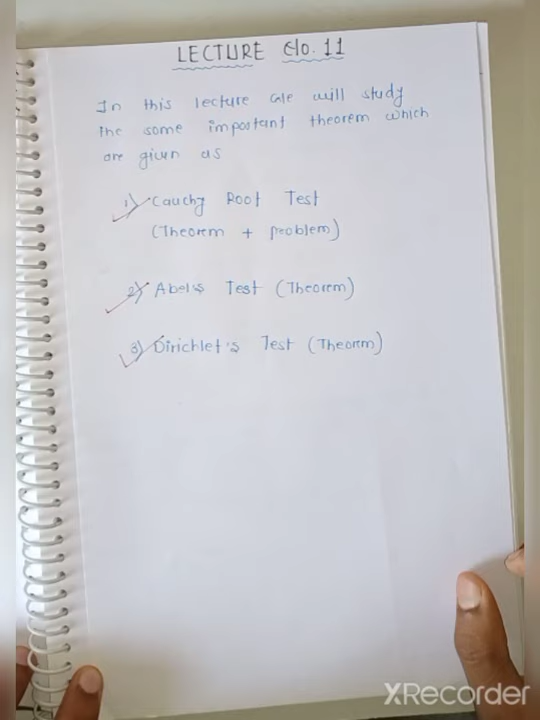 LECTURE No. 11
In this lecture We will study
the some important theorem which
are given as
1) Cauchy Root Test
(Theorem + problem)
2) Abel's Test (Theorem)
3) Dirichlet's Test (Theorem)
XRecorder